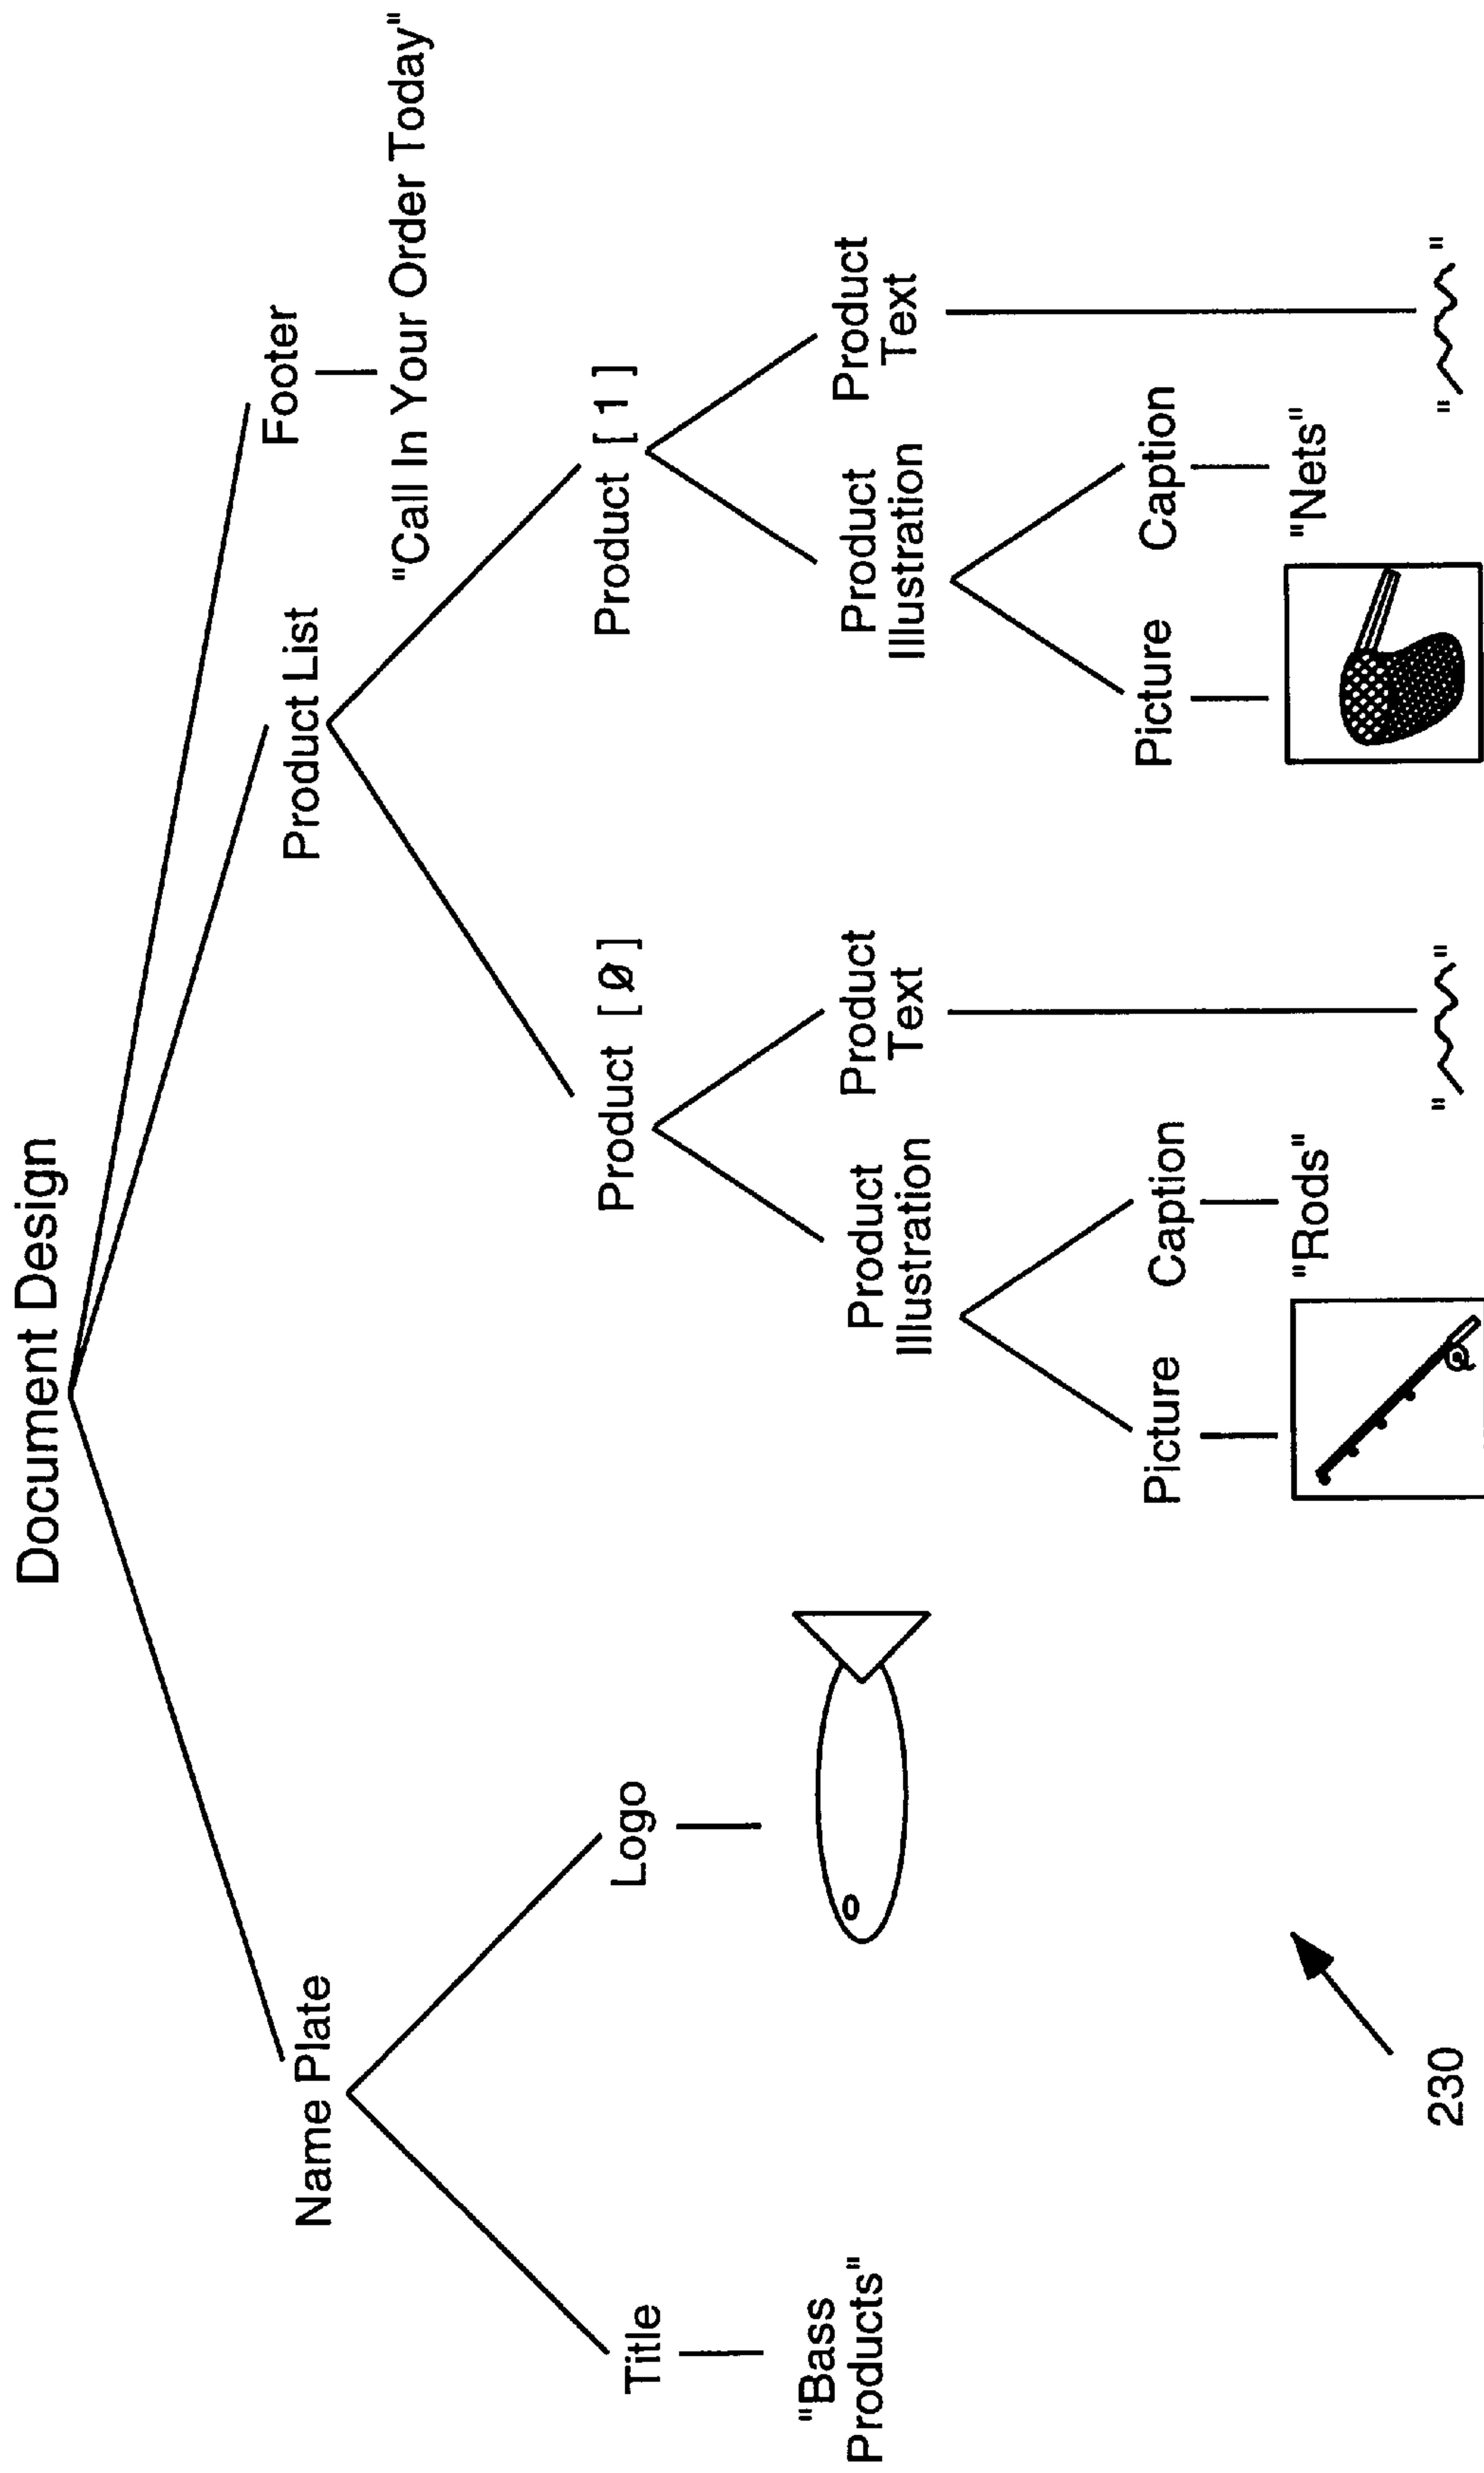 Document Design
Name Plate
Product List
Footer
"Call In Your Order Today"
Title
Logo
Product [ Ø ]
Product [ 1 ]
"Bass
Products"
Product
Illustration
Product
Text
Product
Illustration
Product
Text
Picture
Caption
Picture
Caption
"Rods"
"Nets"
" "
" "
230